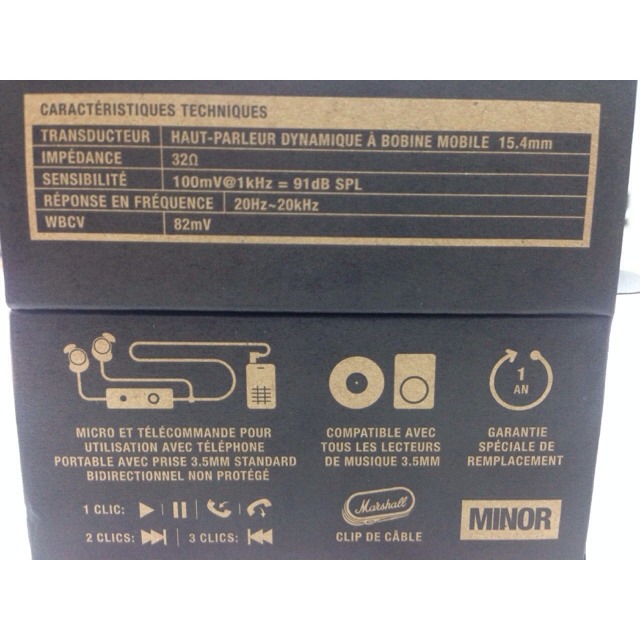 CARACTÉRISTIQUES TECHNIQUES
TRANSDUCTEUR HAUT-PARLEUR DYNAMIQUE À BOBINE MOBILE 15.4mm
IMPÉDANCE 32Ω
SENSIBILITÉ 100mV@1kHz = 91dB SPL
RÉPONSE EN FRÉQUENCE 20Hz~20kHz
WBCV 82mV
MICRO ET TÉLÉCOMMANDE POUR
UTILISATION AVEC TÉLÉPHONE
PORTABLE AVEC PRISE 3.5MM STANDARD
BIDIRECTIONNEL NON PROTÉGÉ
COMPATIBLE AVEC
TOUS LES LECTEURS
DE MUSIQUE 3.5MM
1
AN
GARANTIE
SPÉCIALE DE
REMPLACEMENT
1 CLIC:
2 CLICS: 3 CLICS:
Marshall
CLIP DE CÂBLE
MINOR